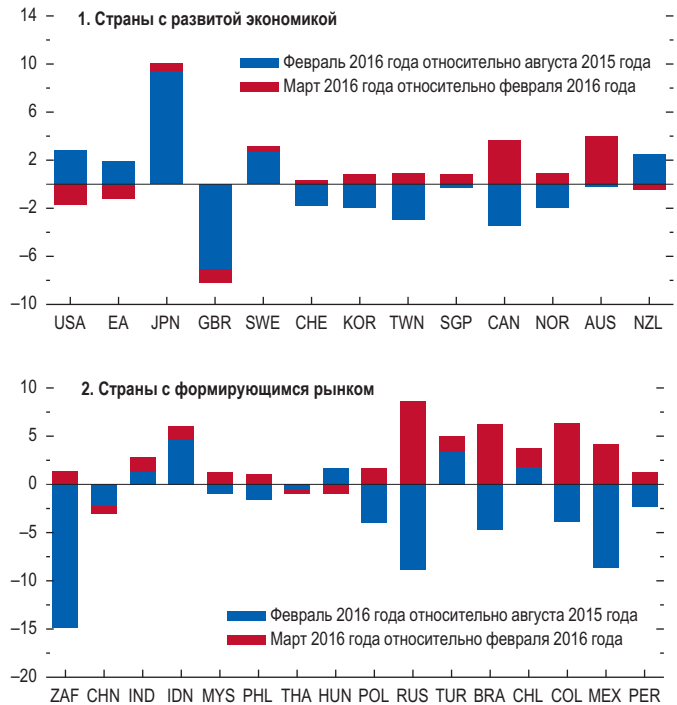 1. Страны с развитой экономикой
Февраль 2016 года относительно августа 2015 года
Март 2016 года относительно февраля 2016 года
14
10
6
2
–2
–6
–10
USA EA JPN GBR SWE CHE KOR TWN SGP CAN NOR AUS NZL
2. Страны с формирующимся рынком
10
5
0
–5
–10
–15
–20
Февраль 2016 года относительно августа 2015 года
Март 2016 года относительно февраля 2016 года
ZAF CHN IND IDN MYS PHL THA HUN POL RUS TUR BRA CHL COL MEX PER